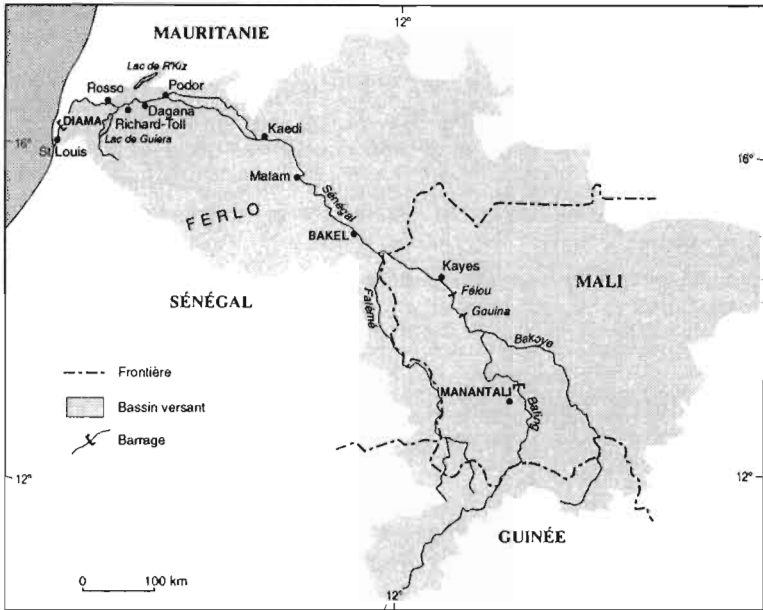 12°
MAURITANIE
Lac de R'Kiz
Rosso
Podor
DIAMA
Dagana
Richard-Toll
Kaedi
16°
Lac de Guiera
16°
St Louis
Matam
Sénégal
FERLO
BAKEL
Kayes
MALI
SÉNÉGAL
Falémé
Félou
Gouina
Bakoye
Frontière
MANANTALI
Bafing
Bassin versant
Barrage
12°
12°
GUINÉE
0 100 km
12°